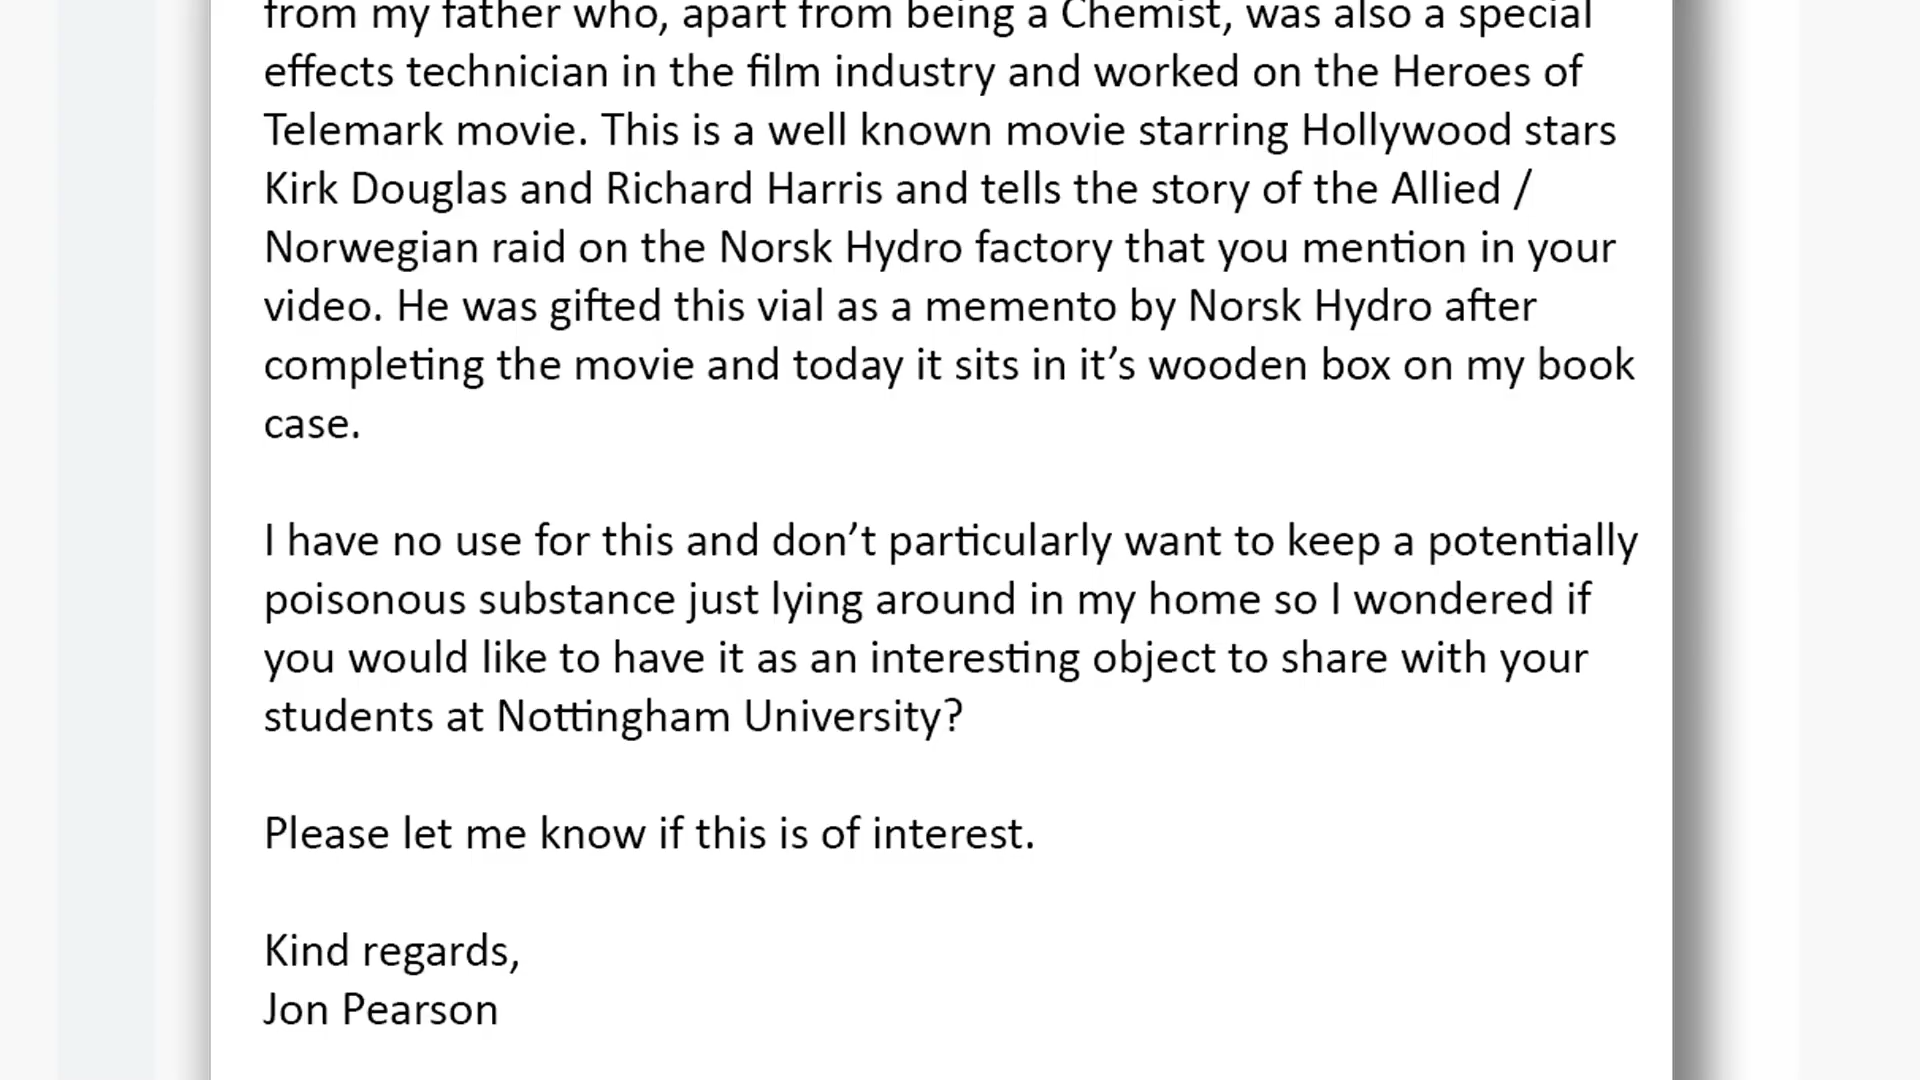 from my father who, apart from being a Chemist, was also a special
effects technician in the film industry and worked on the Heroes of
Telemark movie. This is a well known movie starring Hollywood stars
Kirk Douglas and Richard Harris and tells the story of the Allied /
Norwegian raid on the Norsk Hydro factory that you mention in your
video. He was gifted this vial as a memento by Norsk Hydro after
completing the movie and today it sits in it’s wooden box on my book
case.
I have no use for this and don’t particularly want to keep a potentially
poisonous substance just lying around in my home so I wondered if
you would like to have it as an interesting object to share with your
students at Nottingham University?
Please let me know if this is of interest.
Kind regards,
Jon Pearson